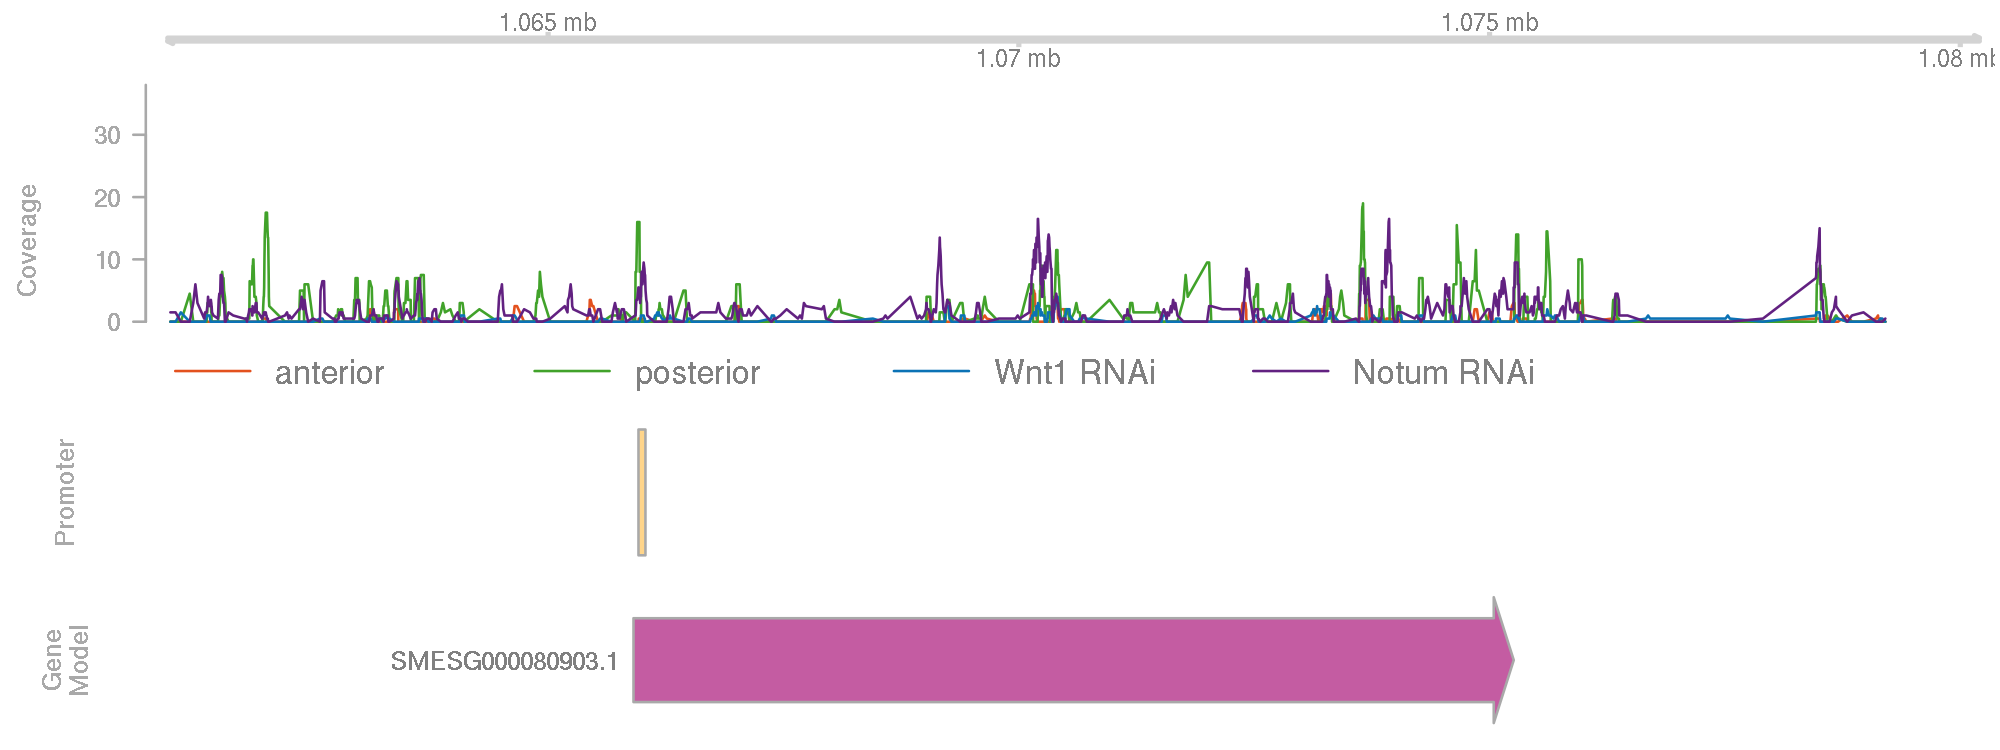 1.065 mb
1.075 mb
1.07 mb
1.08 mb
Coverage
30
20
10
0
anterior
posterior
Wnt1 RNAi
Notum RNAi
Promoter
0
Gene
Model
SMESG000080903.1